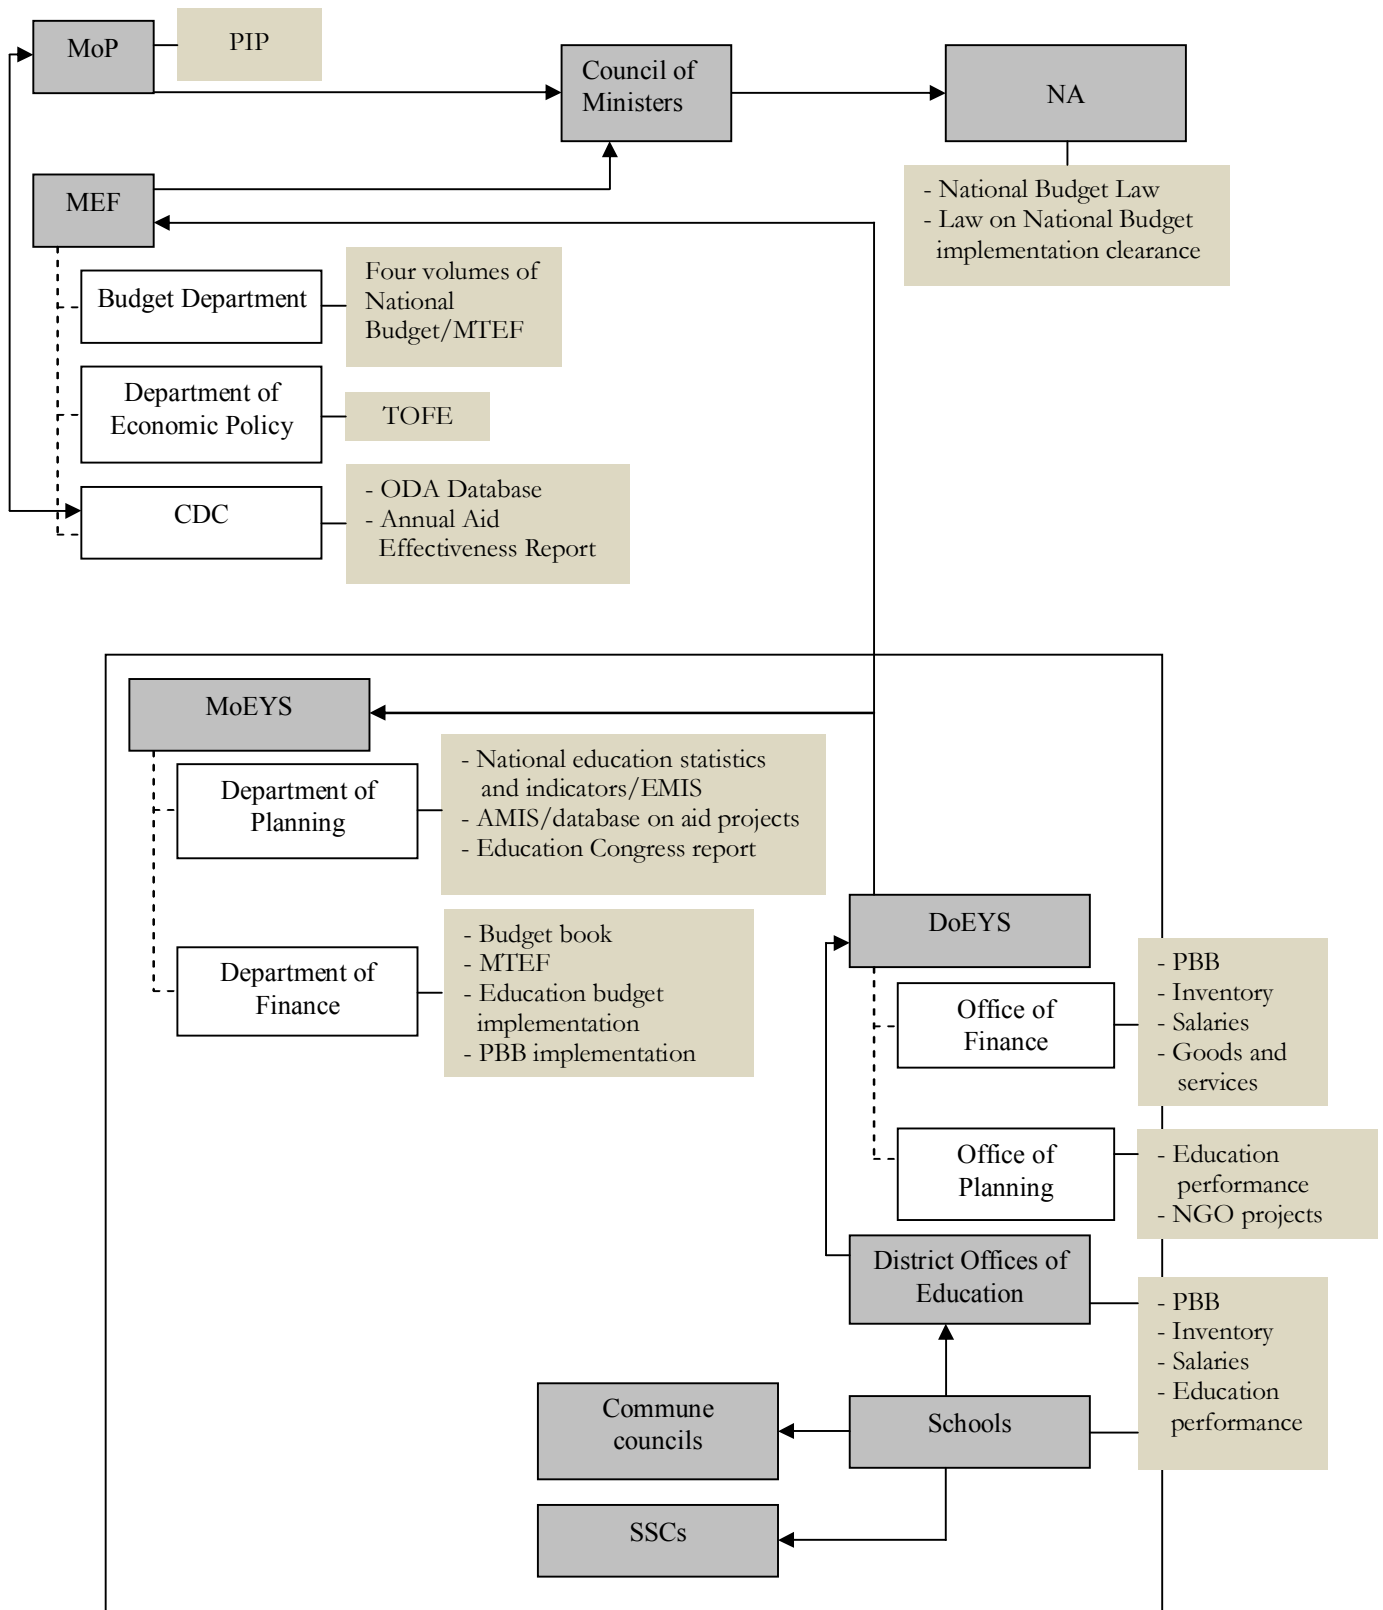 MoP
PIP
Council of
Ministers
NA
MEF
- National Budget Law
- Law on National Budget
implementation clearance
Budget Department
Four volumes of
National
Budget/MTEF
Department of
Economic Policy
TOFE
CDC
- ODA Database
- Annual Aid
Effectiveness Report
MoEYS
Department of
Planning
- National education statistics
and indicators/EMIS
- AMIS/database on aid projects
- Education Congress report
Department of
Finance
- Budget book
- MTEF
- Education budget
implementation
- PBB implementation
DoEYS
Office of
Finance
- PBB
- Inventory
- Salaries
- Goods and
services
Office of
Planning
- Education
performance
- NGO projects
District Offices of
Education
- PBB
- Inventory
- Salaries
- Education
performance
Commune
councils
Schools
SSCs